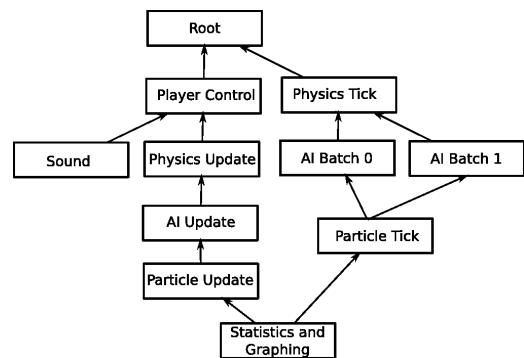 Root
Player Control
Physics Tick
Sound
Physics Update
AI Batch 0
AI Batch 1
AI Update
Particle Tick
Particle Update
Statistics and
Graphing